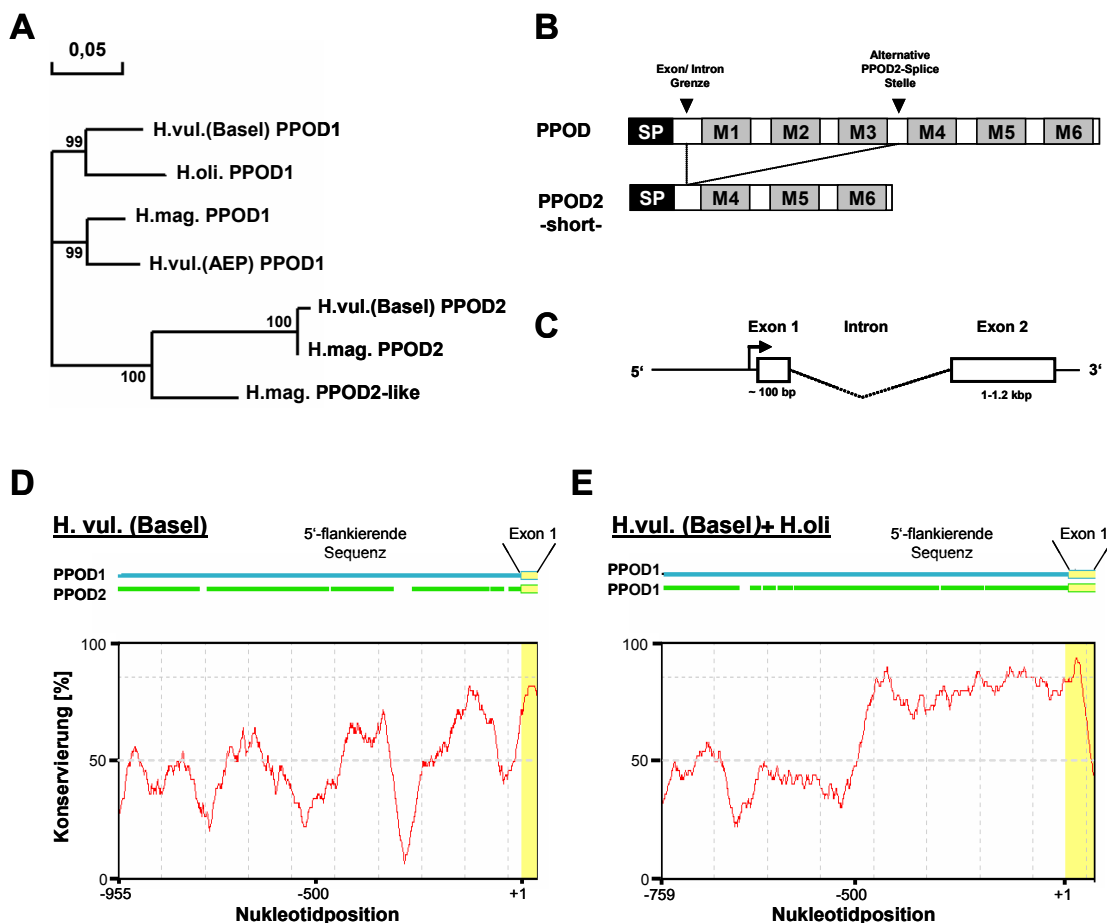 A
0,05
H.vul.(Basel) PPOD1
99
H.oli. PPOD1
H.mag. PPOD1
99
H.vul.(AEP) PPOD1
H.vul.(Basel) PPOD2
100
H.mag. PPOD2
100
H.mag. PPOD2-like
B
Exon/ Intron
Grenze
Alternative
PPOD2-Splice
Stelle
PPOD
SP M1 M2 M3 M4 M5 M6
PPOD2
-short-
SP M4 M5 M6
C
Exon 1 Intron Exon 2
5‘ 3‘
~ 100 bp 1-1.2 kbp
D
H. vul. (Basel)
5‘-flankierende
Sequenz
Exon 1
PPOD1
PPOD2
100
50
0
Konservierung [%]
-955 -500 +1
Nukleotidposition
E
H.vul. (Basel)+ H.oli
5‘-flankierende
Sequenz
Exon 1
PPOD1
PPOD1
100
50
0
-759 -500 +1
Nukleotidposition